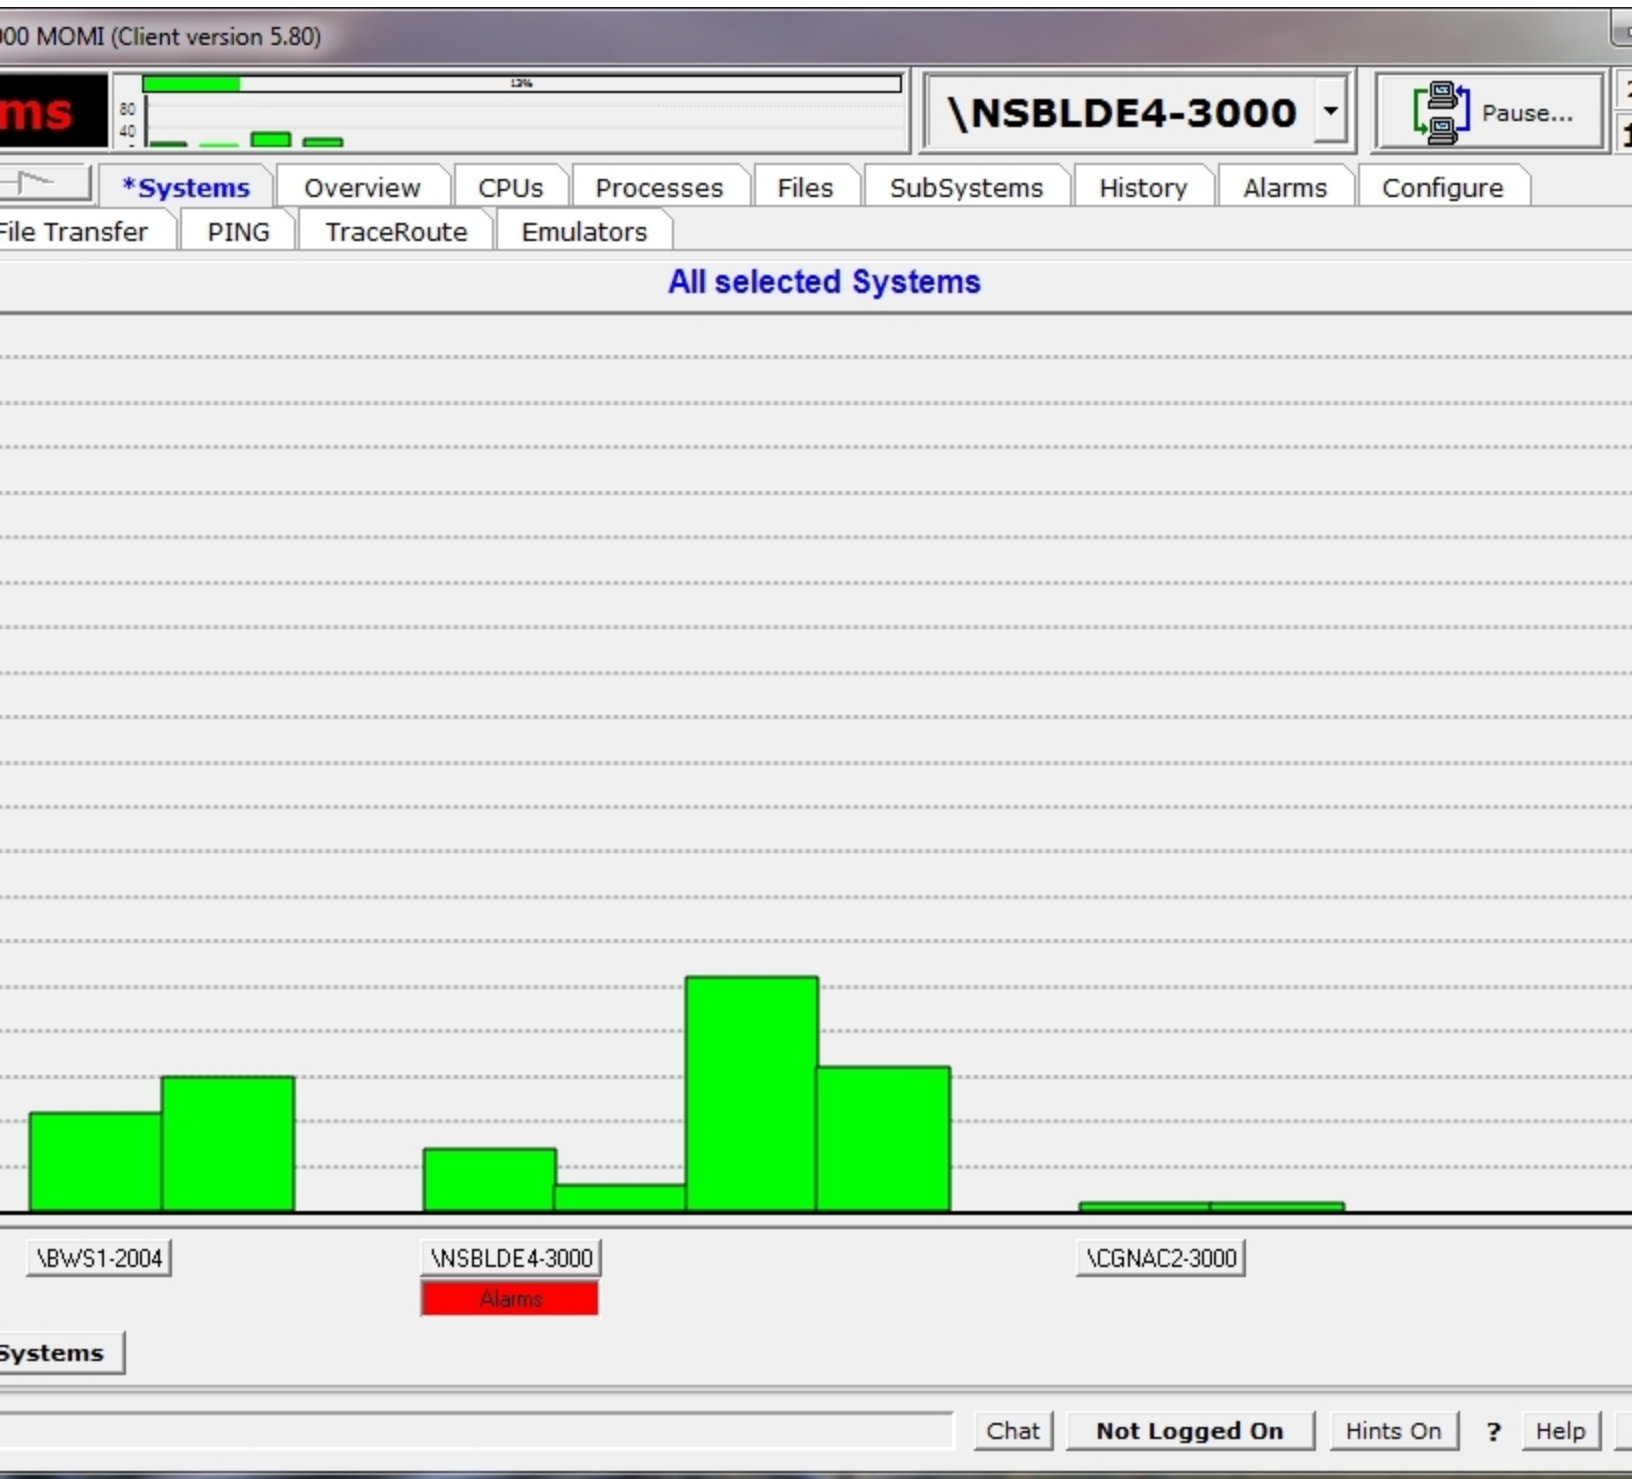 000 MOMI (Client version 5.80)
ms
13%
80
40
\NSBLDE4-3000
Pause...
*Systems Overview CPUs Processes Files SubSystems History Alarms Configure
File Transfer PING TraceRoute Emulators
All selected Systems
\BWS1-2004 \NSBLDE4-3000 \CGNAC2-3000
Alarms
Systems
Chat Not Logged On Hints On ? Help